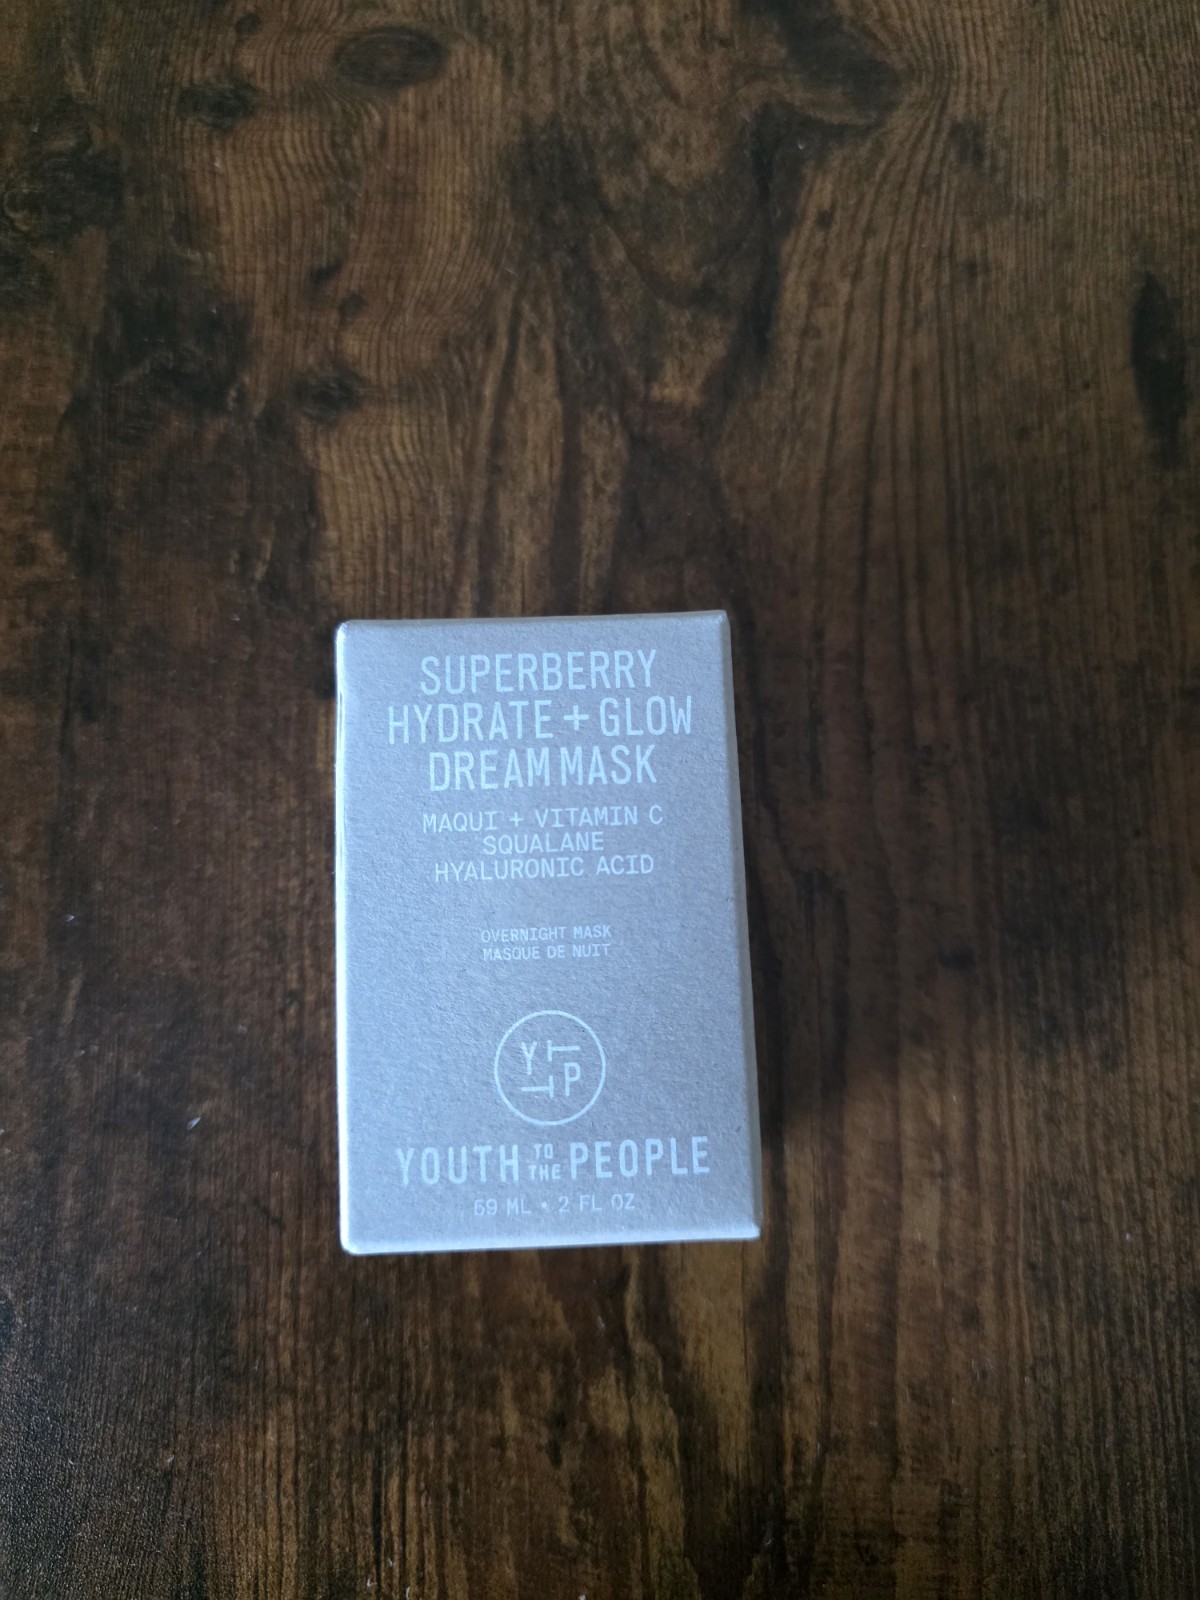 SUPERBERRY
HYDRATE + GLOW
DREAM MASK
MAQUI + VITAMIN C
SQUALANE
HYALURONIC ACID
OVERNIGHT MASK
MASQUE DE NUIT
YTTP
YOUTH TO THE PEOPLE
59 ML • 2 FL OZ